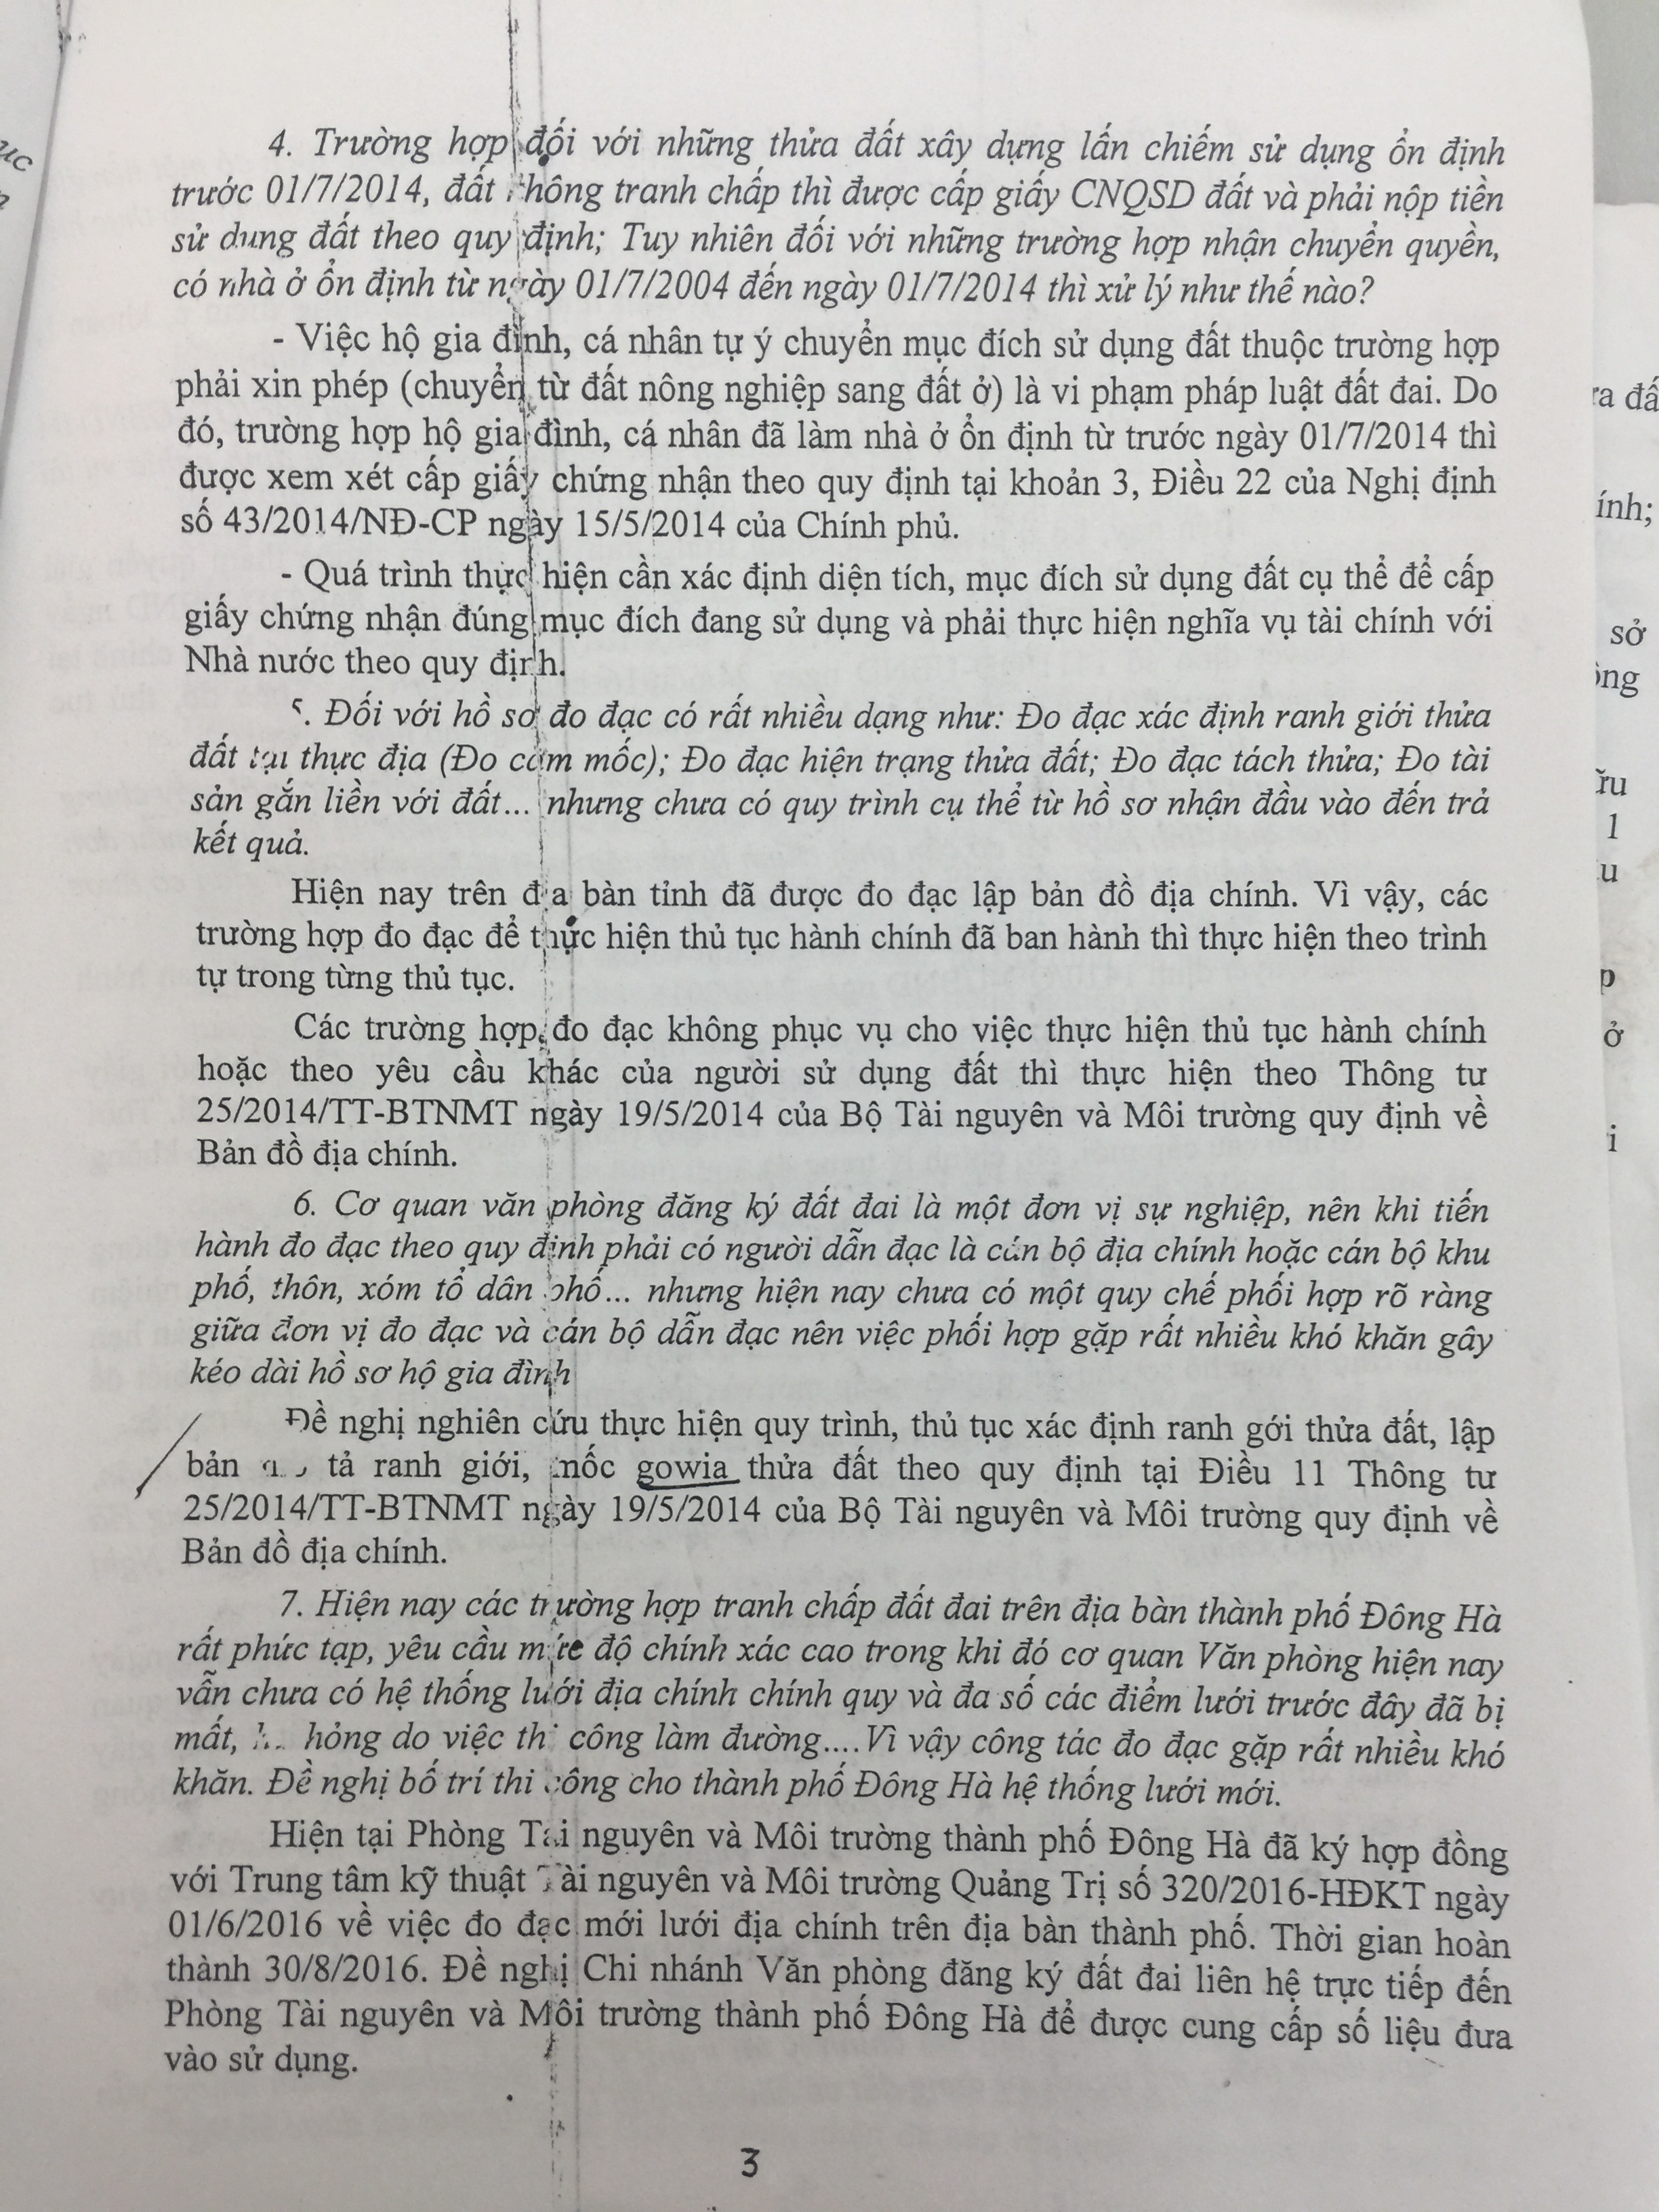 4. Trường hợp đối với những thửa đất xây dựng lấn chiếm sử dụng ổn định
trước 01/7/2014, đất không tranh chấp thì được cấp giấy CNQSD đất và phải nộp tiền
sử dụng đất theo quy định; Tuy nhiên đối với những trường hợp nhận chuyển quyền,
có nhà ở ổn định từ ngày 01/7/2004 đến ngày 01/7/2014 thì xử lý như thế nào?
- Việc hộ gia đình, cá nhân tự ý chuyển mục đích sử dụng đất thuộc trường hợp
phải xin phép (chuyển từ đất nông nghiệp sang đất ở) là vi phạm pháp luật đất đai. Do
đó, trường hợp hộ gia đình, cá nhân đã làm nhà ở ổn định từ trước ngày 01/7/2014 thì
được xem xét cấp giấy chứng nhận theo quy định tại khoản 3, Điều 22 của Nghị định
số 43/2014/NĐ-CP ngày 15/5/2014 của Chính phủ.
- Quá trình thực hiện cần xác định diện tích, mục đích sử dụng đất cụ thể để cấp
giấy chứng nhận đúng mục đích đang sử dụng và phải thực hiện nghĩa vụ tài chính với
Nhà nước theo quy định.
5. Đối với hồ sơ đo đạc có rất nhiều dạng như: Đo đạc xác định ranh giới thửa
đất tại thực địa (Đo cắm mốc); Đo đạc hiện trạng thửa đất; Đo đạc tách thửa; Đo tài
sản gắn liền với đất... nhưng chưa có quy trình cụ thể từ hồ sơ nhận đầu vào đến trả
kết quả.
Hiện nay trên địa bàn tỉnh đã được đo đạc lập bản đồ địa chính. Vì vậy, các
trường hợp đo đạc để thực hiện thủ tục hành chính đã ban hành thì thực hiện theo trình
tự trong từng thủ tục.
Các trường hợp đo đạc không phục vụ cho việc thực hiện thủ tục hành chính
hoặc theo yêu cầu khác của người sử dụng đất thì thực hiện theo Thông tư
25/2014/TT-BTNMT ngày 19/5/2014 của Bộ Tài nguyên và Môi trường quy định về
Bản đồ địa chính.
6. Cơ quan văn phòng đăng ký đất đai là một đơn vị sự nghiệp, nên khi tiến
hành đo đạc theo quy định phải có người dẫn đạc là cán bộ địa chính hoặc cán bộ khu
phố, thôn, xóm tổ dân phố... nhưng hiện nay chưa có một quy chế phối hợp rõ ràng
giữa đơn vị đo đạc và cán bộ dẫn đạc nên việc phối hợp gặp rất nhiều khó khăn gây
kéo dài hồ sơ hộ gia đình
Đề nghị nghiên cứu thực hiện quy trình, thủ tục xác định ranh gới thửa đất, lập
bản tả ranh giới, mốc gowia thửa đất theo quy định tại Điều 11 Thông tư
25/2014/TT-BTNMT ngày 19/5/2014 của Bộ Tài nguyên và Môi trường quy định về
Bản đồ địa chính.
7. Hiện nay các trường hợp tranh chấp đất đai trên địa bàn thành phố Đông Hà
rất phức tạp, yêu cầu mức độ chính xác cao trong khi đó cơ quan Văn phòng hiện nay
vẫn chưa có hệ thống lưới địa chính chính quy và đa số các điểm lưới trước đây đã bị
mất, hỏng do việc thi công làm đường....Vì vậy công tác đo đạc gặp rất nhiều khó
khăn. Đề nghị bố trí thi công cho thành phố Đông Hà hệ thống lưới mới.
Hiện tại Phòng Tài nguyên và Môi trường thành phố Đông Hà đã ký hợp đồng
với Trung tâm kỹ thuật Tài nguyên và Môi trường Quảng Trị số 320/2016-HĐKT ngày
01/6/2016 về việc đo đạc mới lưới địa chính trên địa bàn thành phố. Thời gian hoàn
thành 30/8/2016. Đề nghị Chi nhánh Văn phòng đăng ký đất đai liên hệ trực tiếp đến
Phòng Tài nguyên và Môi trường thành phố Đông Hà để được cung cấp số liệu đưa
vào sử dụng.
3